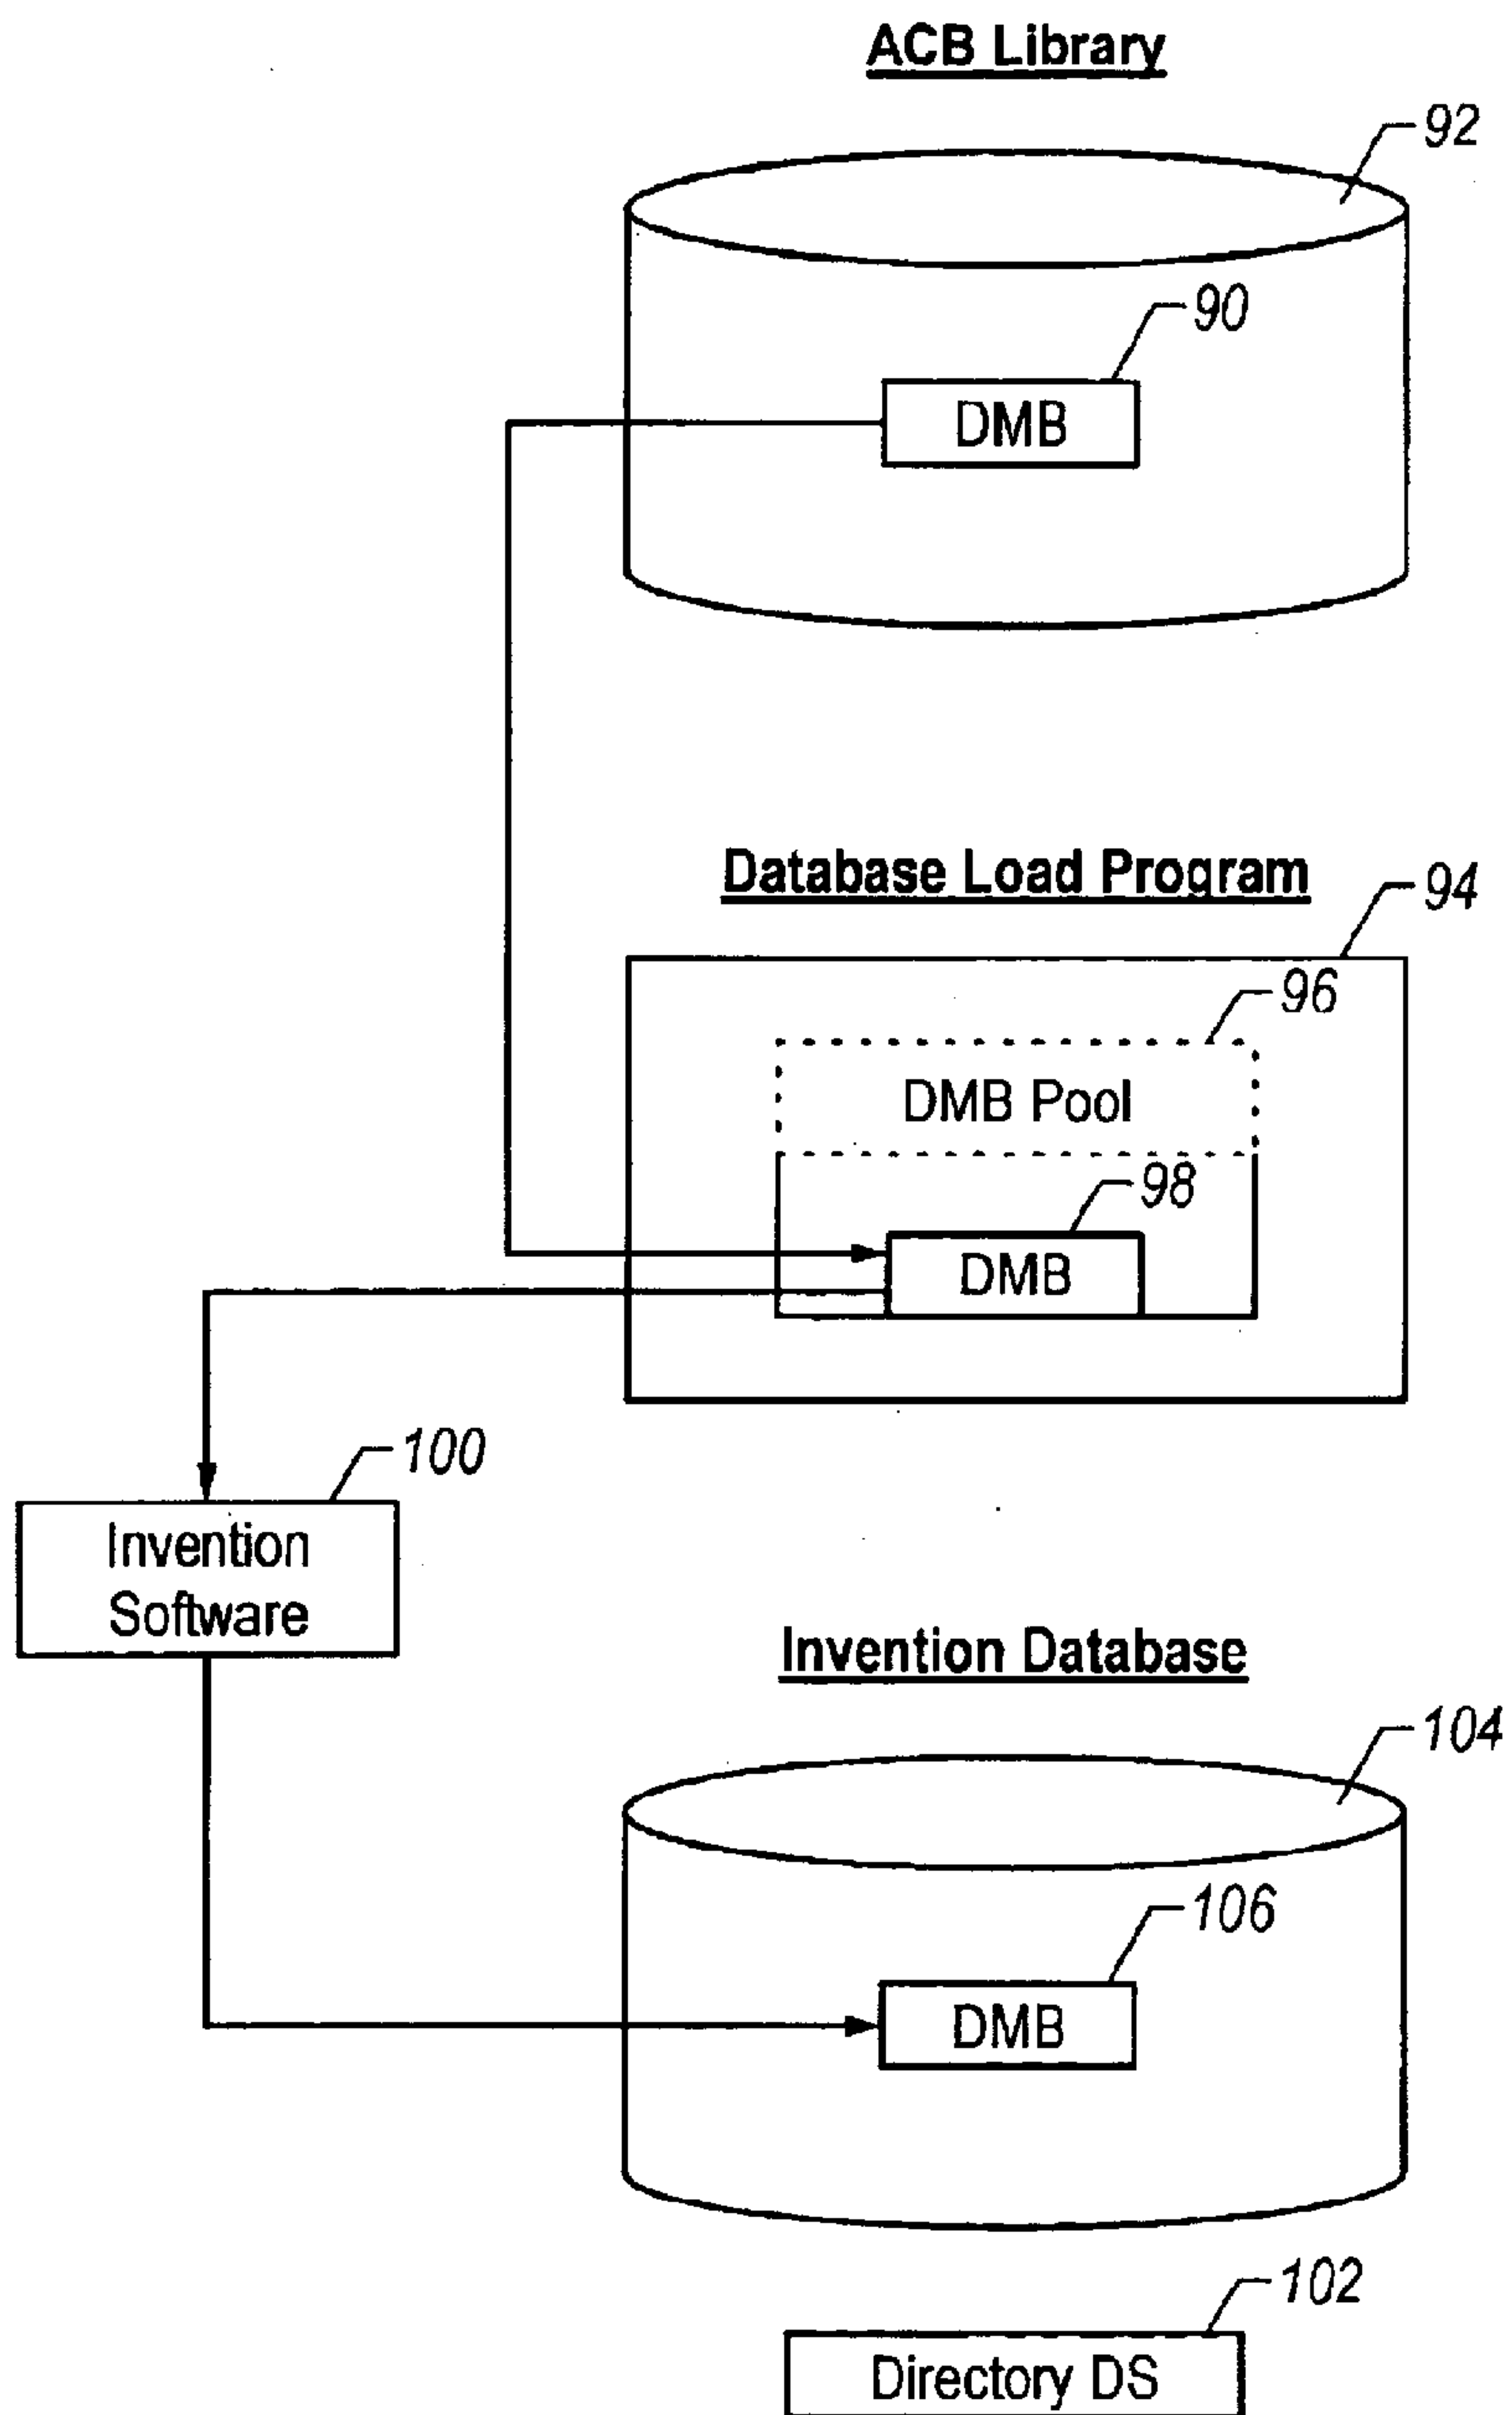 ACB Library
92
90
DMB
Database Load Program
94
96
DMB Pool
98
DMB
100
Invention
Software
Invention Database
104
106
DMB
102
Directory DS